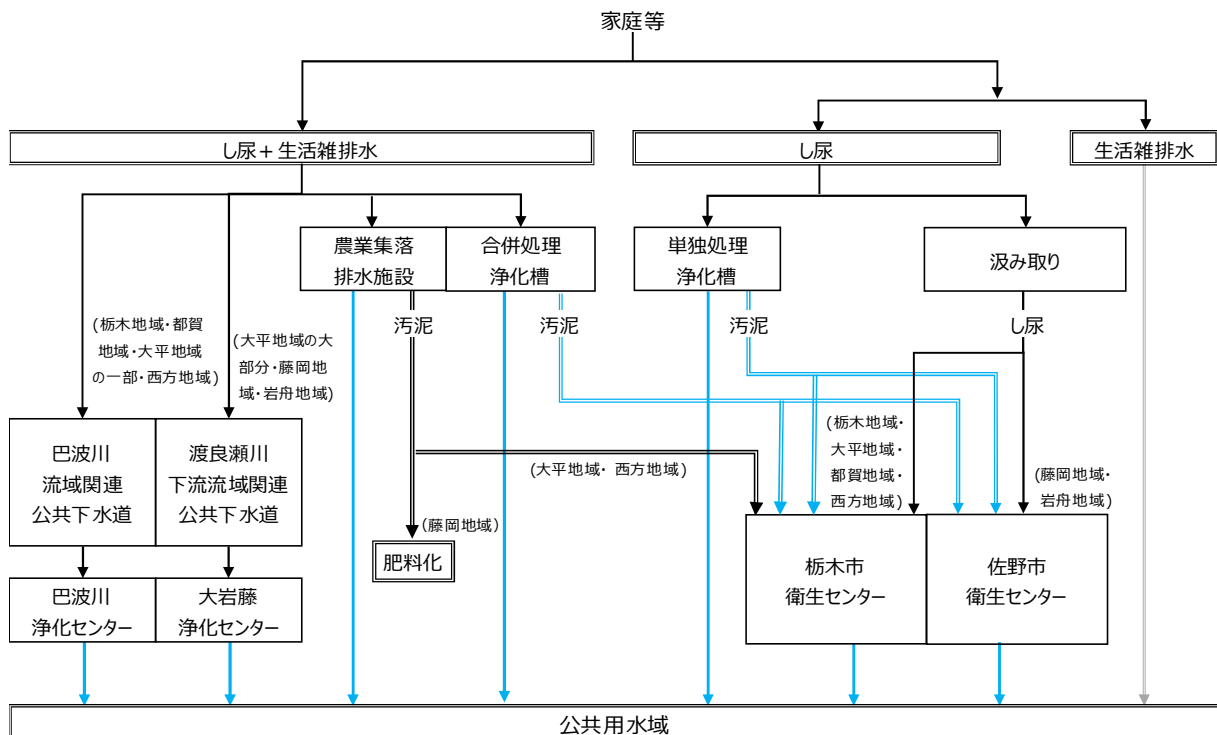 家庭等
し尿＋生活雑排水
し尿
生活雑排水
農業集落
排水施設
合併処理
浄化槽
単独処理
浄化槽
汲み取り
汚泥
汚泥
汚泥
し尿
(栃木地域・都賀
地域・大平地域
の一部・西方地域)
(大平地域の大
部分・藤岡地
域・岩舟地域)
(栃木地域・
大平地域・
都賀地域・
西方地域)
(大平地域・ 西方地域)
(藤岡地域・
岩舟地域)
巴波川
流域関連
公共下水道
渡良瀬川
下流流域関連
公共下水道
(藤岡地域)
肥料化
栃木市
衛生センター
佐野市
衛生センター
巴波川
浄化センター
大岩藤
浄化センター
公共用水域